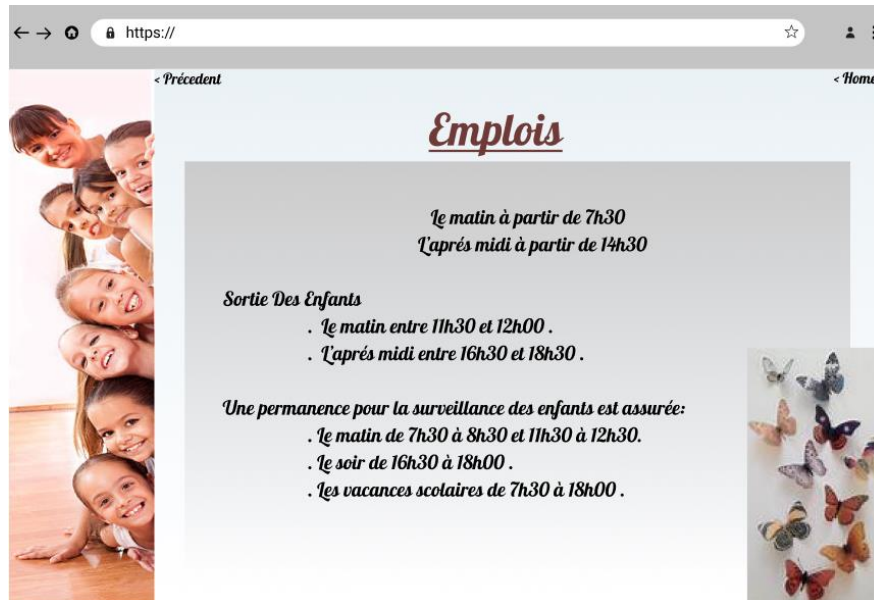 https://
< Précedent
< Home
Emplois
Le matin à partir de 7h30
L'aprés midi à partir de 14h30
Sortie Des Enfants
. Le matin entre 11h30 et 12h00 .
. L'aprés midi entre 16h30 et 18h30 .
Une permanence pour la surveillance des enfants est assurée:
. Le matin de 7h30 à 8h30 et 11h30 à 12h30.
. Le soir de 16h30 à 18h00 .
. Les vacances scolaires de 7h30 à 18h00 .